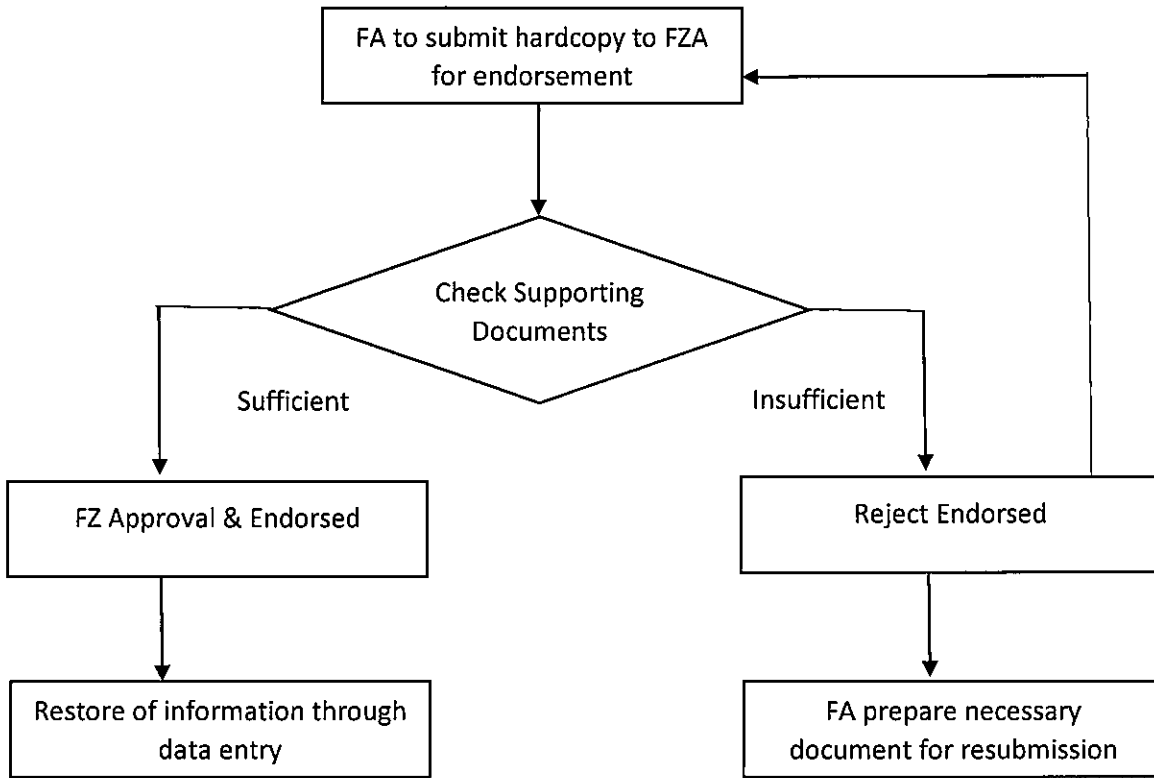 FA to submit hardcopy to FZA
for endorsement
Check Supporting
Documents
Sufficient
Insufficient
FZ Approval & Endorsed
Reject Endorsed
Restore of information through
data entry
FA prepare necessary
document for resubmission